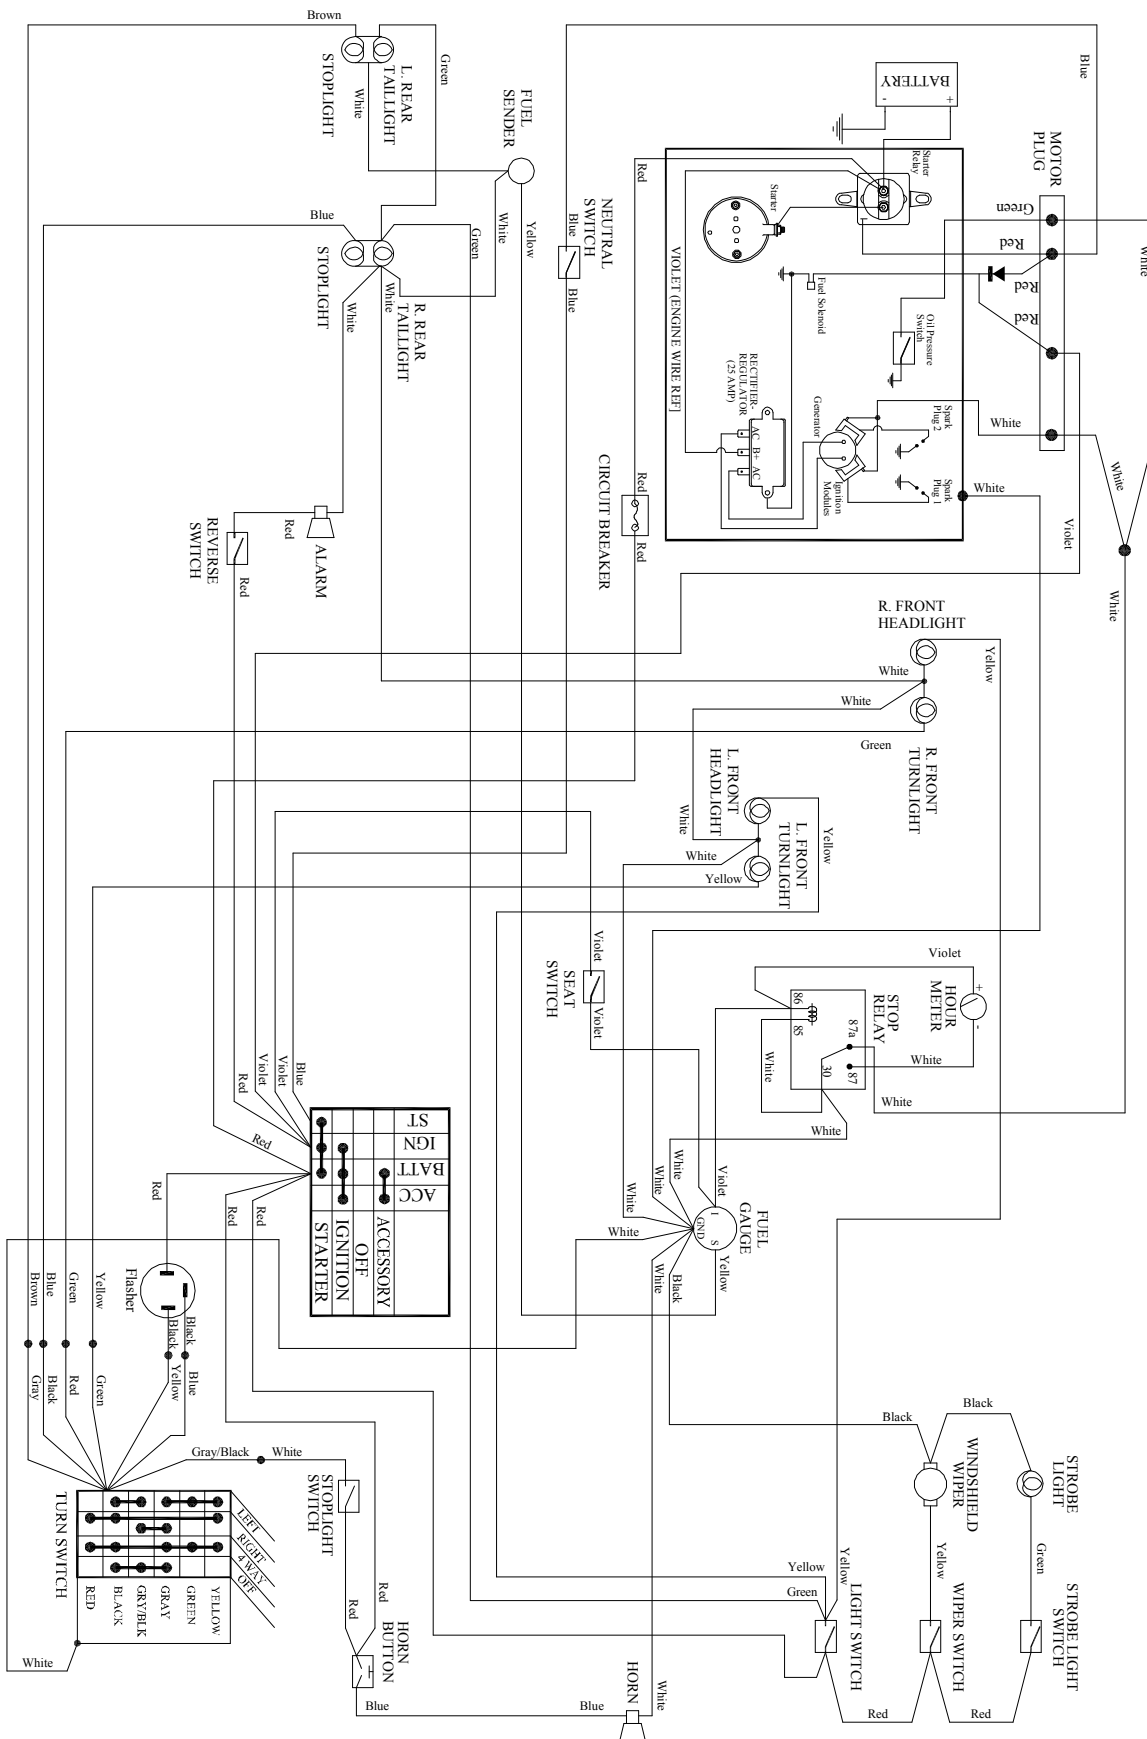 Brown
L. REAR
TAILLIGHT
STOPLIGHT
White
Green
FUEL
SENDER
Blue
BATTERY
-
+
MOTOR
PLUG
Starter
Relay
Red
Starter
Green
Red
Red
Red
White
NEUTRAL
SWITCH
Blue
Blue
White
Yellow
Green
Blue
STOPLIGHT
R. REAR
TAILLIGHT
White
White
VIOLET (ENGINE WIRE REF]
Fuel Solenoid
Oil Pressure
Switch
RECTIFIER-
REGULATOR
(25 AMP)
AC
B+
AC
Generator
Ignition
Modules
Spark
Plug 2
Spark
Plug 1
White
White
White
White
Violet
CIRCUIT BREAKER
Red
Red
REVERSE
SWITCH
Red
Red
ALARM
R. FRONT
HEADLIGHT
Yellow
White
White
Green
R. FRONT
TURNLIGHT
L. FRONT
HEADLIGHT
L. FRONT
TURNLIGHT
Yellow
White
White
Yellow
Violet
SEAT
SWITCH
Violet
Violet
+
HOUR
METER
-
STOP
RELAY
86
85
87a
30
87
White
White
White
White
Blue
Violet
Violet
Red
Red
ST
IGN
BATT
ACC
STARTER
IGNITION
OFF
ACCESSORY
Red
Red
Red
White
White
White
White
White
Violet
I
GND
S
FUEL
GAUGE
Yellow
Black
Flasher
Black
Black
Yellow
Blue
Brown
Blue
Green
Yellow
Gray
Black
Red
Green
Gray/Black
White
STOPLIGHT
SWITCH
TURN SWITCH
LEFT
RIGHT
4 WAY
OFF
RED
BLACK
GRY/BLK
GRAY
GREEN
YELLOW
White
Red
Red
HORN
BUTTON
Blue
Blue
HORN
White
Black
Black
WINDSHIELD
WIPER
STROBE
LIGHT
Yellow
Green
Yellow
Yellow
Green
LIGHT SWITCH
WIPER SWITCH
STROBE LIGHT
SWITCH
Red
Red